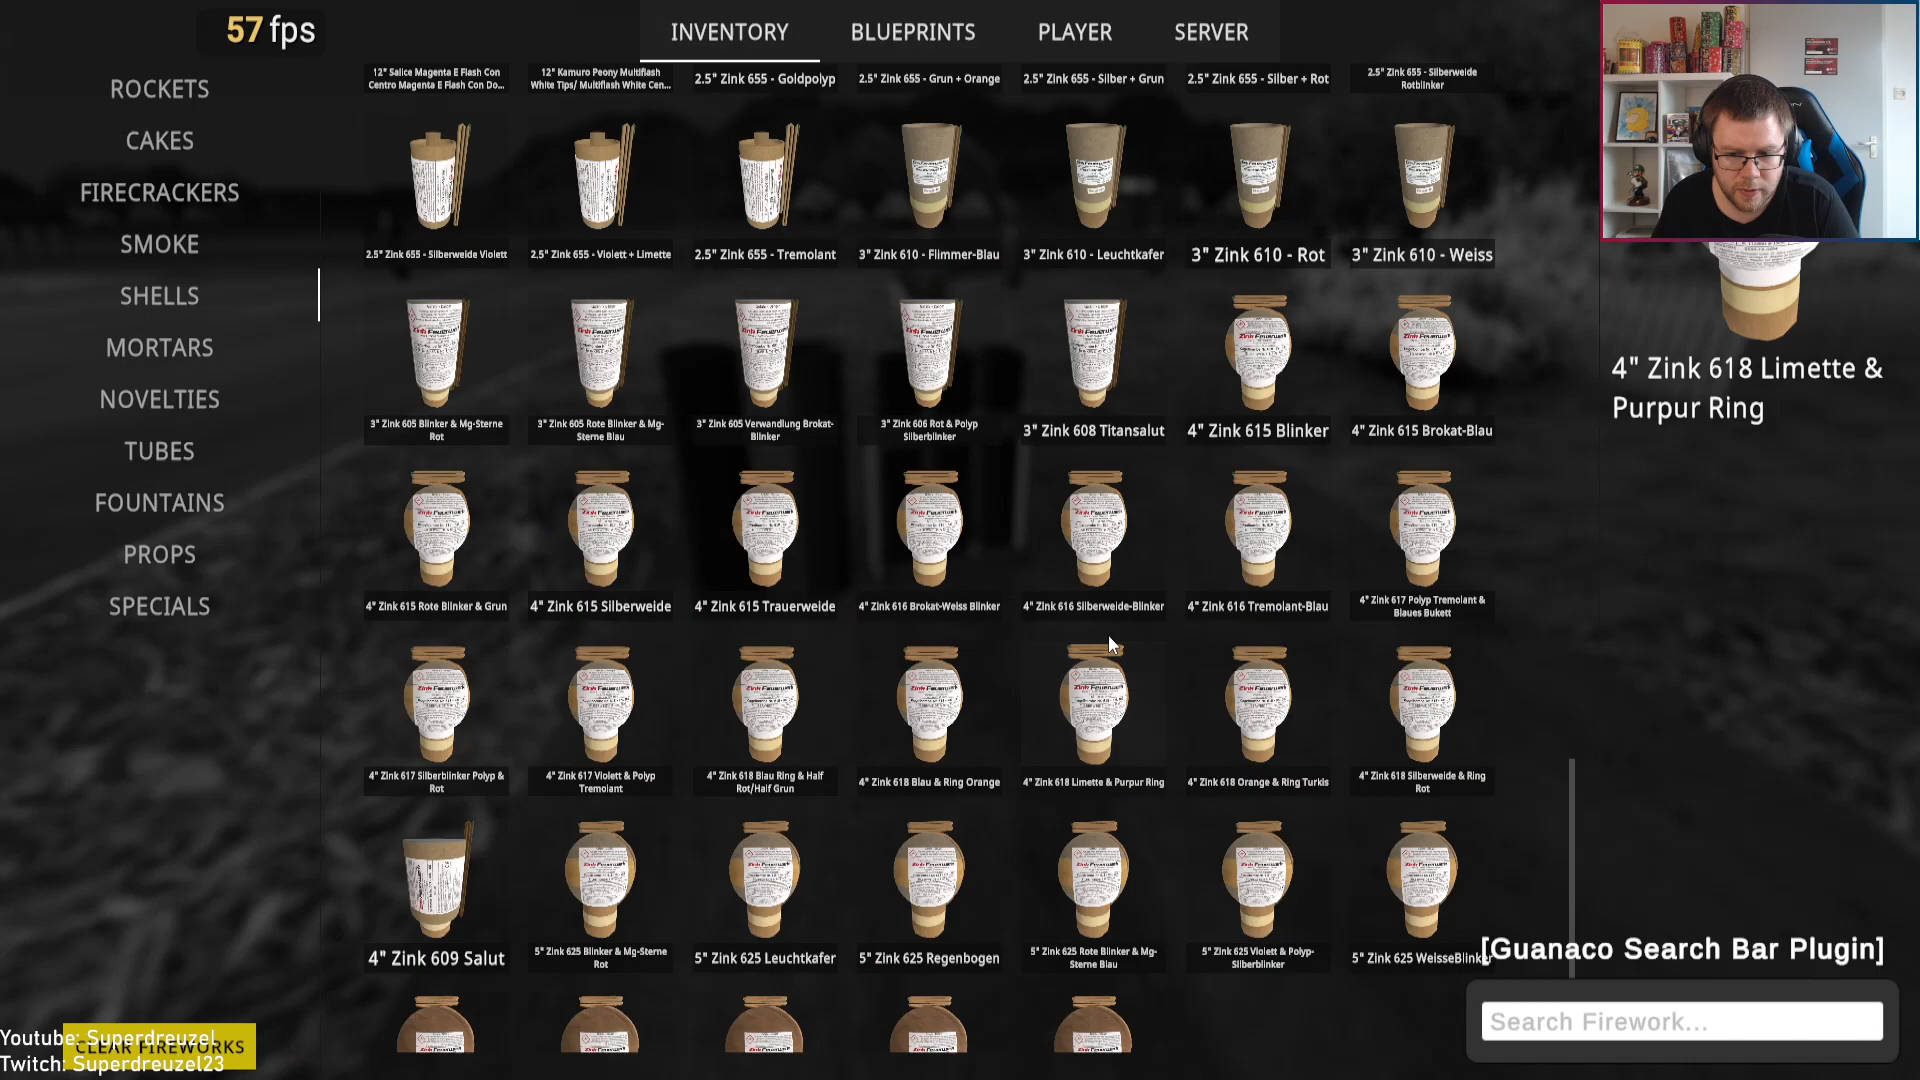 57 fps
INVENTORY
BLUEPRINTS
PLAYER
SERVER
ROCKETS
CAKES
FIRECRACKERS
SMOKE
SHELLS
MORTARS
NOVELTIES
TUBES
FOUNTAINS
PROPS
SPECIALS
12" Salice Magenta E Flash Con
Centro Magenta E Flash Con Do...
12" Kamuro Peony Multiflash
White Tips/ Multiflash White Cen...
2.5" Zink 655 - Goldpolyp
2.5" Zink 655 - Grun + Orange
2.5" Zink 655 - Silber + Grun
2.5" Zink 655 - Silber + Rot
2.5" Zink 655 - Silberweide
Rotblinker
2.5" Zink 655 - Silberweide Violett
2.5" Zink 655 - Violett + Limette
2.5" Zink 655 - Tremolant
3" Zink 610 - Flimmer-Blau
3" Zink 610 - Leuchtkafer
3" Zink 610 - Rot
3" Zink 610 - Weiss
3" Zink 605 Blinker & Mg-Sterne
Rot
3" Zink 605 Rote Blinker & Mg-
Sterne Blau
3" Zink 605 Verwandlung Brokat-
Blinker
3" Zink 606 Rot & Polyp
Silberblinker
3" Zink 608 Titansalut
4" Zink 615 Blinker
4" Zink 615 Brokat-Blau
4" Zink 615 Rote Blinker & Grun
4" Zink 615 Silberweide
4" Zink 615 Trauerweide
4" Zink 616 Brokat-Weiss Blinker
4" Zink 616 Silberweide-Blinker
4" Zink 616 Tremolant-Blau
4" Zink 617 Polyp Tremolant &
Blaues Bukett
4" Zink 617 Silberblinker Polyp &
Rot
4" Zink 617 Violett & Polyp
Tremolant
4" Zink 618 Blau Ring & Half
Rot/Half Grun
4" Zink 618 Blau & Ring Orange
4" Zink 618 Limette & Purpur Ring
4" Zink 618 Orange & Ring Turkis
4" Zink 618 Silberweide & Ring
Rot
4" Zink 609 Salut
5" Zink 625 Blinker & Mg-Sterne
Rot
5" Zink 625 Leuchtkafer
5" Zink 625 Regenbogen
5" Zink 625 Rote Blinker & Mg-
Sterne Blau
5" Zink 625 Violett & Polyp-
Silberblinker
5" Zink 625 WeisseBlinker
4" Zink 618 Limette &
Purpur Ring
[Guanaco Search Bar Plugin]
Search Firework...
CLEAR FIREWORKS
Youtube: Superdreuzel
Twitch: Superdreuzel23